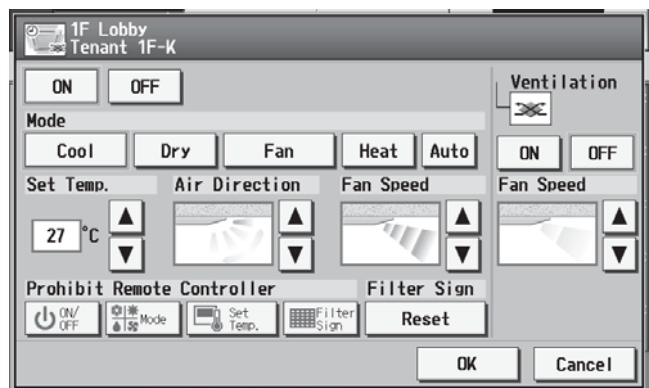 1F Lobby
Tenant 1F-K
ON OFF
Ventilation
Mode
Cool Dry Fan Heat Auto
ON OFF
Set Temp. Air Direction Fan Speed
Fan Speed
27 °C
Prohibit Remote Controller Filter Sign
ON/OFF Mode Set Temp. Filter Sign Reset
OK Cancel